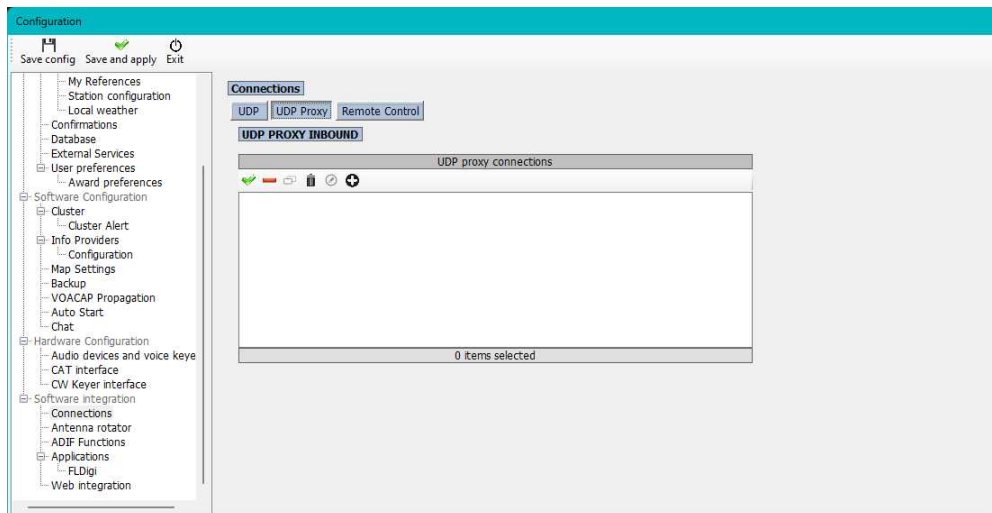 Configuration
Save config Save and apply Exit
My References
Station configuration
Local weather
Confirmations
Database
External Services
User preferences
Award preferences
Software Configuration
Cluster
Cluster Alert
Info Providers
Configuration
Map Settings
Backup
VOACAP Propagation
Auto Start
Chat
Hardware Configuration
Audio devices and voice keye
CAT interface
CW Keyer interface
Software integration
Connections
Antenna rotator
ADIF Functions
Applications
FLDigi
Web integration
Connections
UDP UDP Proxy Remote Control
UDP PROXY INBOUND
UDP proxy connections
0 items selected